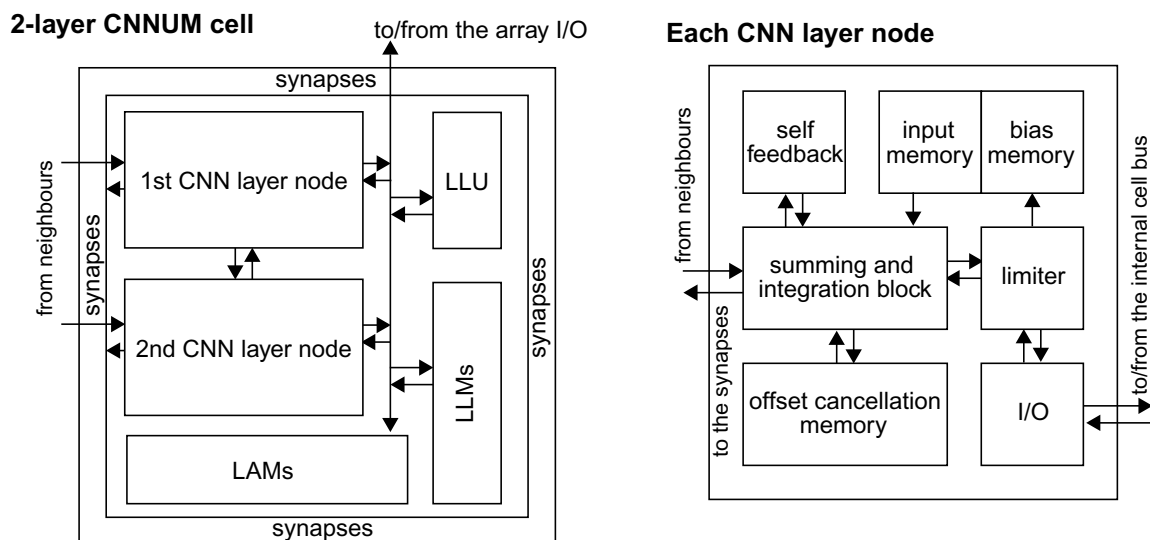 2-layer CNNUM cell
to/from the array I/O
synapses
from neighbours
synapses
1st CNN layer node
LLU
2nd CNN layer node
LLMs
synapses
LAMs
synapses
Each CNN layer node
from neighbours
self
feedback
input
memory
bias
memory
summing and
integration block
limiter
to the synapses
offset cancellation
memory
I/O
to/from the internal cell bus